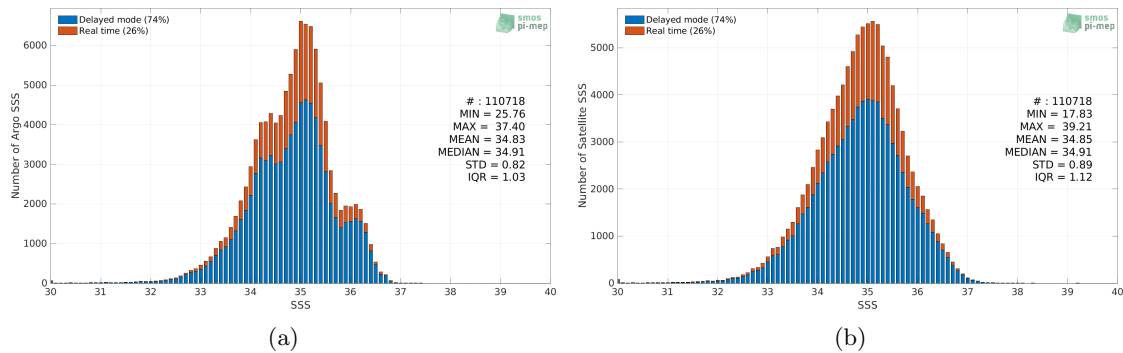 Delayed mode (74%)
Real time (26%)
smos
pi-mep
6000
5000
4000
3000
2000
1000
0
Number of Argo SSS
# : 110718
MIN = 25.76
MAX = 37.40
MEAN = 34.83
MEDIAN = 34.91
STD = 0.82
IQR = 1.03
30 31 32 33 34 35 36 37 38 39 40
SSS
(a)
Delayed mode (74%)
Real time (26%)
smos
pi-mep
5000
4000
3000
2000
1000
0
Number of Satellite SSS
# : 110718
MIN = 17.83
MAX = 39.21
MEAN = 34.85
MEDIAN = 34.91
STD = 0.89
IQR = 1.12
30 31 32 33 34 35 36 37 38 39 40
SSS
(b)